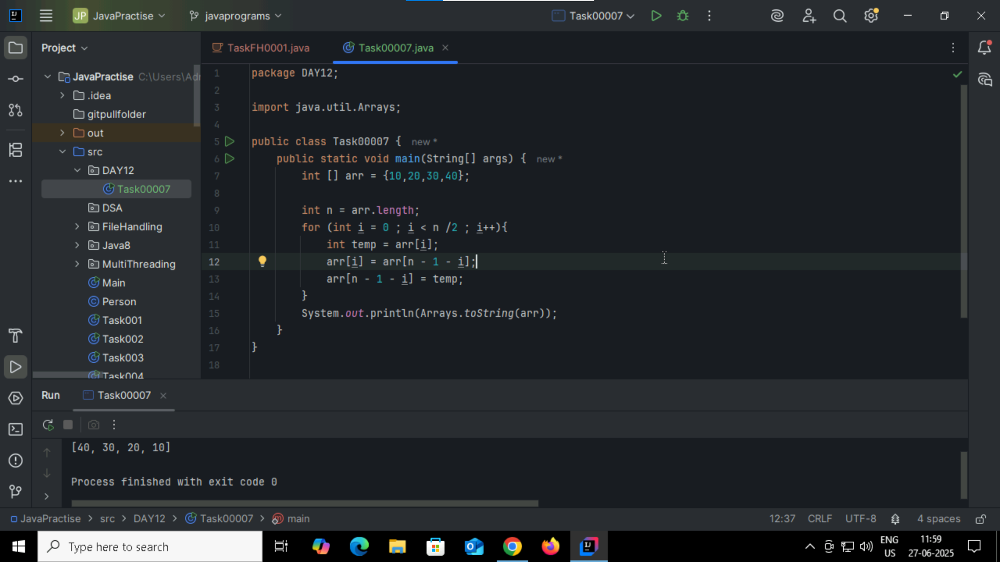 JP JavaPractise javaprograms Task00007
Project
TaskFH0001.java Task00007.java
JavaPractise C:\Users\Adr
.idea
gitpullfolder
out
src
DAY12
Task00007
DSA
FileHandling
Java8
MultiThreading
Main
Person
Task001
Task002
Task003
Task004
1 package DAY12;
2
3 import java.util.Arrays;
4
5 public class Task00007 { new *
6 public static void main(String[] args) { new *
7 int [] arr = {10,20,30,40};
8
9 int n = arr.length;
10 for (int i = 0 ; i < n /2 ; i++){
11 int temp = arr[i];
12 arr[i] = arr[n - 1 - i];
13 arr[n - 1 - i] = temp;
14 }
15 System.out.println(Arrays.toString(arr));
16 }
17 }
18
Run Task00007
[40, 30, 20, 10]
Process finished with exit code 0
JavaPractise > src > DAY12 > Task00007 > main 12:37 CRLF UTF-8 4 spaces
Type here to search
ENG
US
11:59
27-06-2025